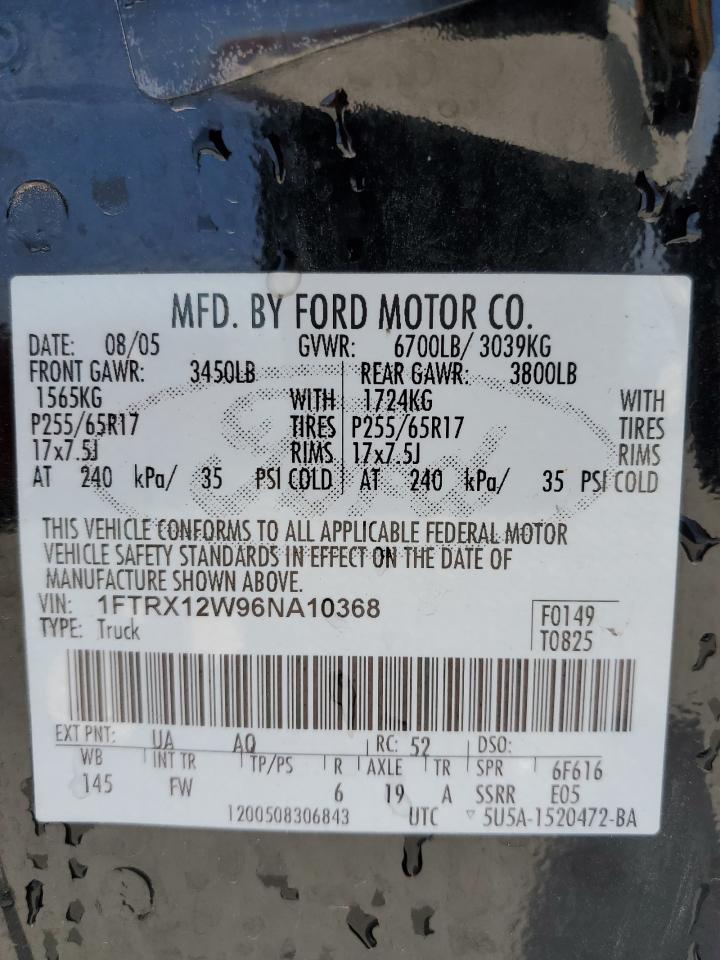 MFD. BY FORD MOTOR CO.
DATE: 08/05 GVWR: 6700LB/ 3039KG
FRONT GAWR: 3450LB REAR GAWR: 3800LB
1565KG WITH 1724KG WITH
P255/65R17 TIRES P255/65R17 TIRES
17x7.5J RIMS 17x7.5J RIMS
AT 240 kPa/ 35 PSI COLD AT 240 kPa/ 35 PSI COLD
THIS VEHICLE CONFORMS TO ALL APPLICABLE FEDERAL MOTOR
VEHICLE SAFETY STANDARDS IN EFFECT ON THE DATE OF
MANUFACTURE SHOWN ABOVE.
VIN: 1FTRX12W96NA10368 F0149
TYPE: Truck T0825
EXT PNT: UA AQ RC: 52 DSO:
WB INT TR TP/PS R AXLE TR SPR 6F616
145 FW 6 19 A SSRR E05
1200508306843 UTC ▽ 5U5A-1520472-BA